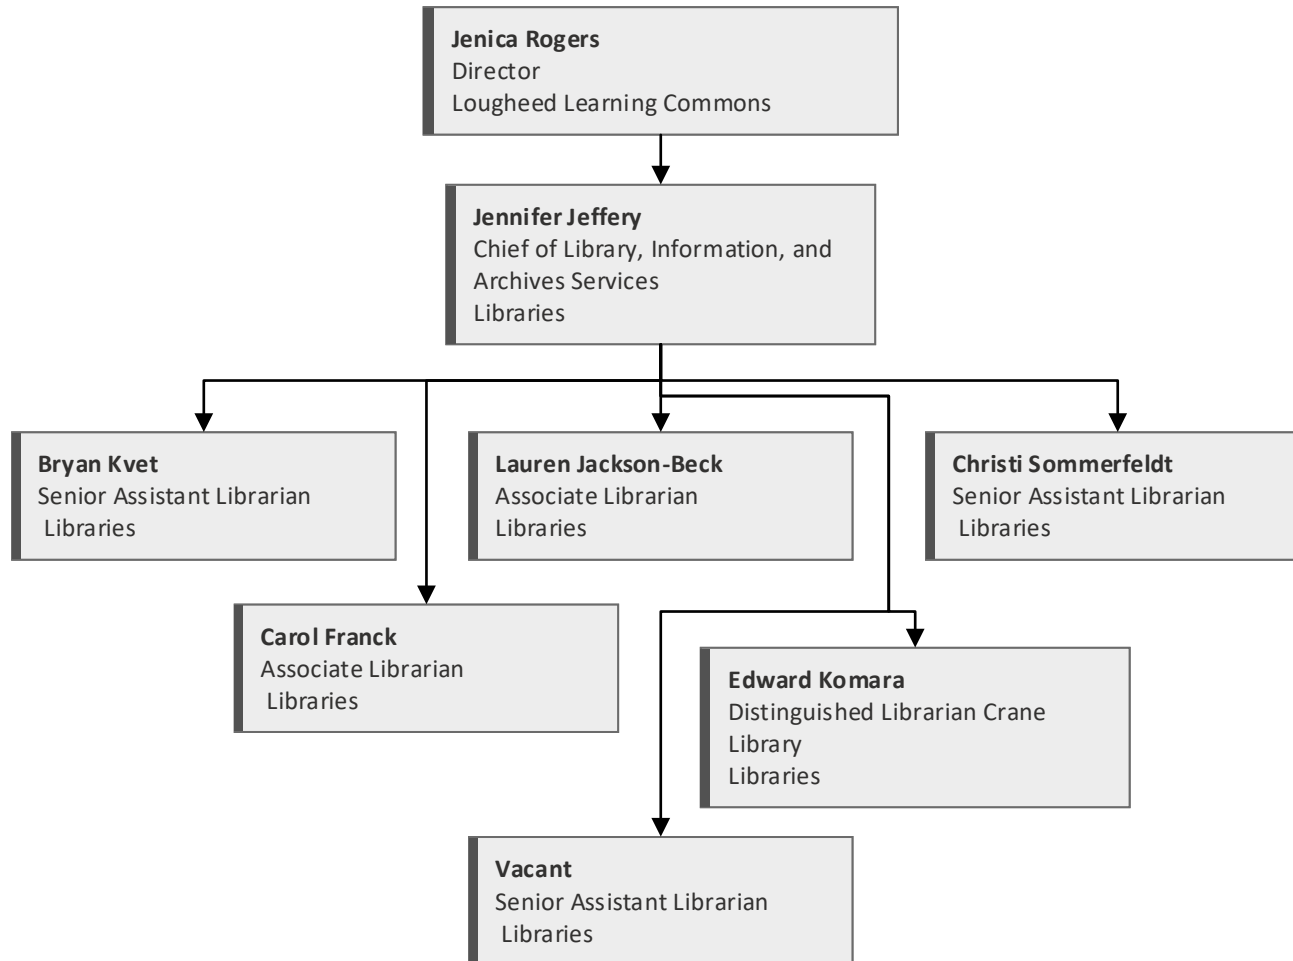 Jenica Rogers
Director
Lougheed Learning Commons
Jennifer Jeffery
Chief of Library, Information, and
Archives Services
Libraries
Bryan Kvet
Senior Assistant Librarian
Libraries
Lauren Jackson-Beck
Associate Librarian
Libraries
Christi Sommerfeldt
Senior Assistant Librarian
Libraries
Carol Franck
Associate Librarian
Libraries
Edward Komara
Distinguished Librarian Crane
Library
Libraries
Vacant
Senior Assistant Librarian
Libraries